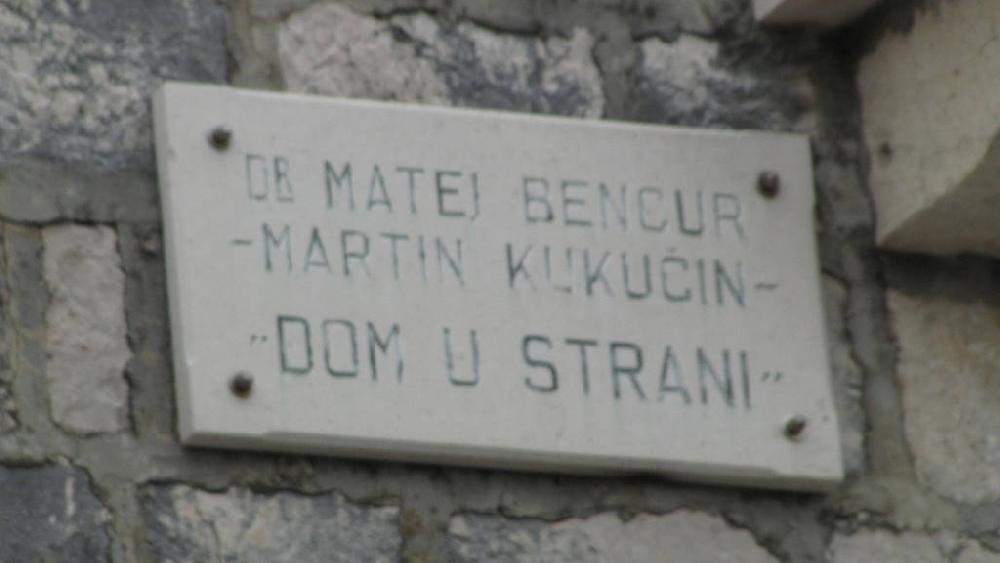 DR MATEJ BENCUR
-MARTIN KUKUČIN-
"DOM U STRANI"